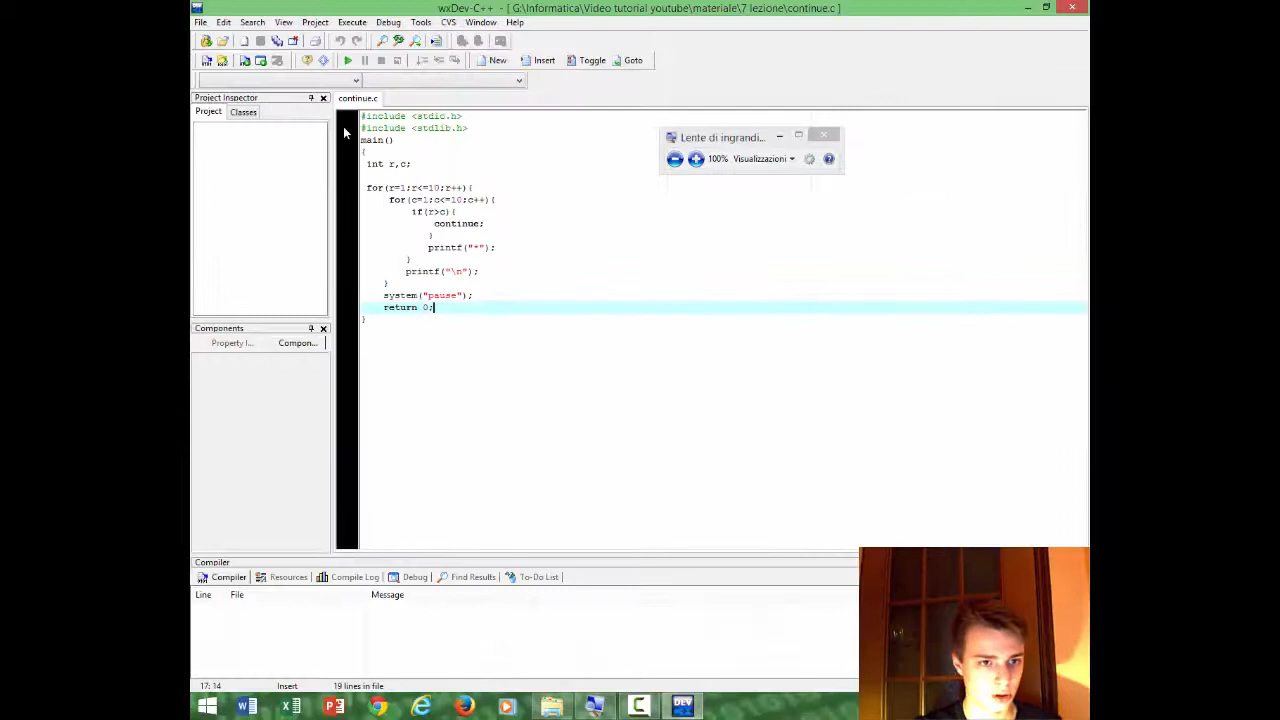 wxDev-C++ - [ G:\Informatica\Video tutorial youtube\materiale\7 lezione\continue.c ]
File Edit Search View Project Execute Debug Tools CVS Window Help
New Insert Toggle Goto
Project Inspector
continue.c
Project Classes
#include <stdio.h>
#include <stdlib.h>
main()
{
int r,c;
for(r=1;r<=10;r++){
for(c=1;c<=10;c++){
if(r>c){
continue;
}
printf("*");
}
printf("\n");
}
system("pause");
return 0;
}
Lente di ingrandi...
100% Visualizzazioni
Components
Property I... Compon...
Compiler
Compiler Resources Compile Log Debug Find Results To-Do List
Line File Message
17: 14 Insert 19 lines in file
DEV